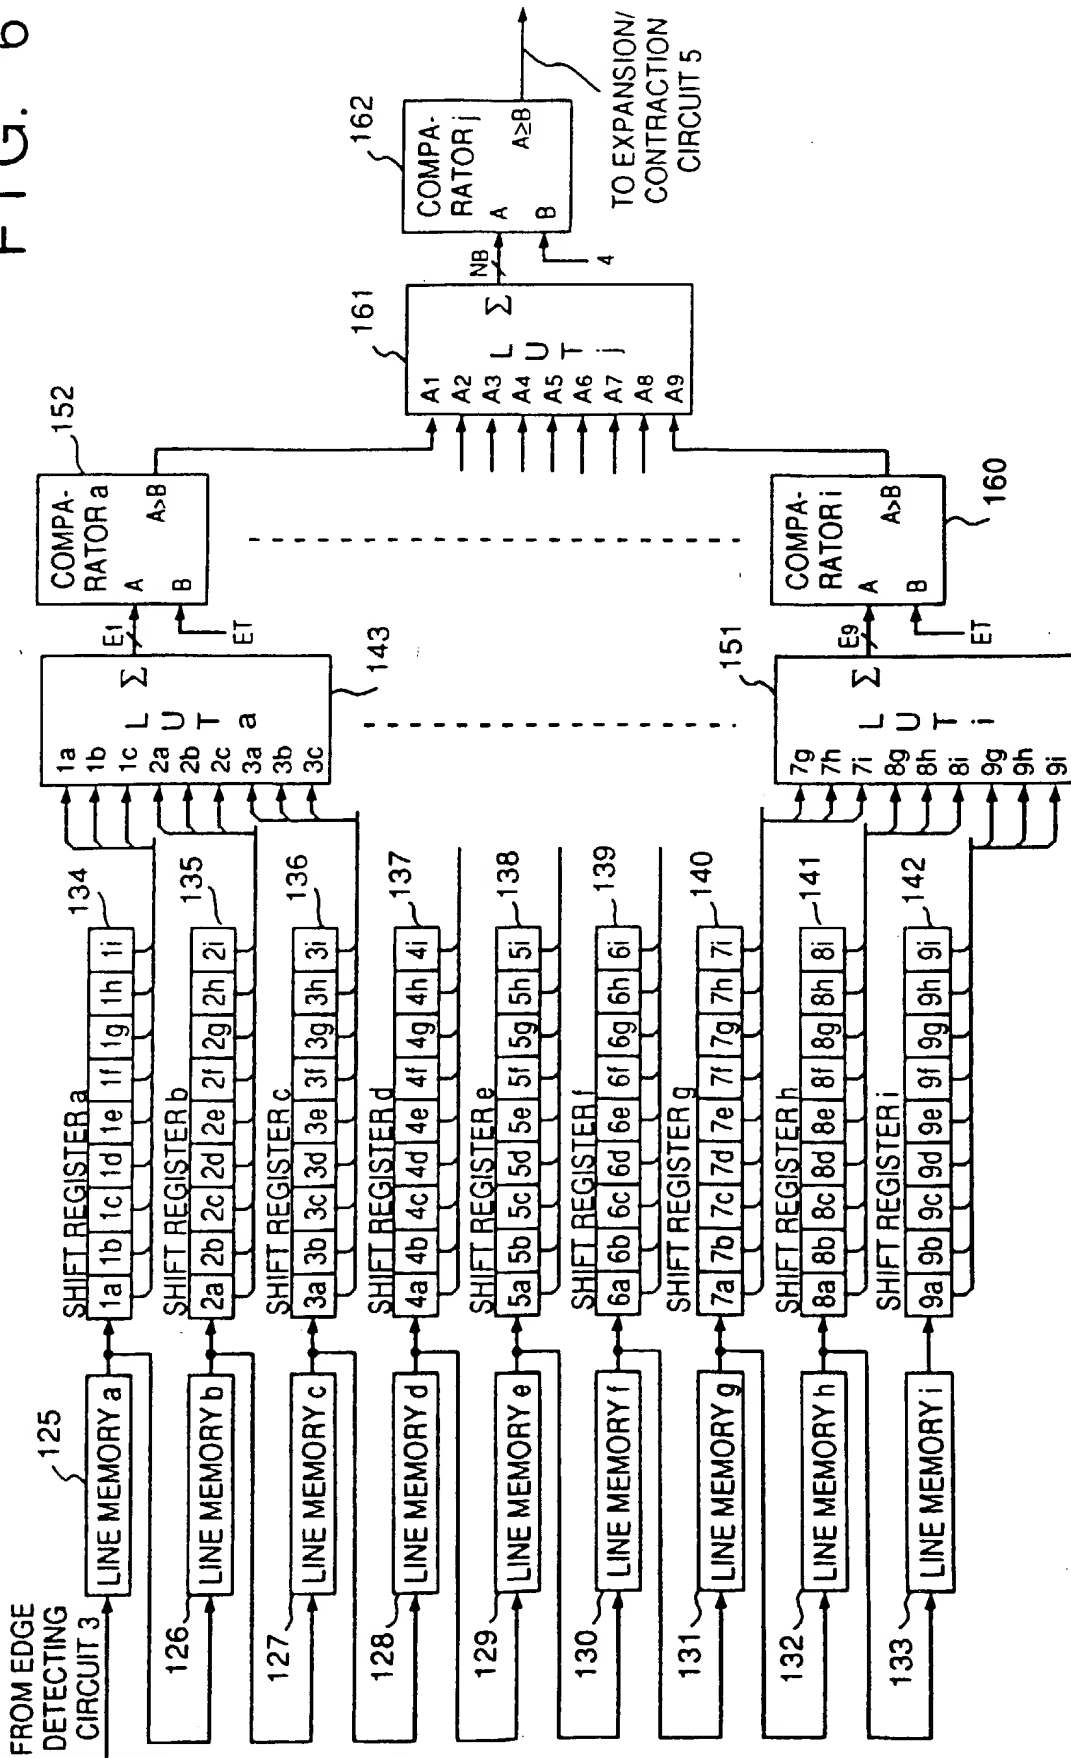 FIG. 6
FROM EDGE
DETECTING
CIRCUIT 3
125
LINE MEMORY a
126
LINE MEMORY b
127
LINE MEMORY c
128
LINE MEMORY d
129
LINE MEMORY e
130
LINE MEMORY f
131
LINE MEMORY g
132
LINE MEMORY h
133
LINE MEMORY i
SHIFT REGISTER a
134
1a 1b 1c 1d 1e 1f 1g 1h 1i
SHIFT REGISTER b
135
2a 2b 2c 2d 2e 2f 2g 2h 2i
SHIFT REGISTER c
136
3a 3b 3c 3d 3e 3f 3g 3h 3i
SHIFT REGISTER d
137
4a 4b 4c 4d 4e 4f 4g 4h 4i
SHIFT REGISTER e
138
5a 5b 5c 5d 5e 5f 5g 5h 5i
SHIFT REGISTER f
139
6a 6b 6c 6d 6e 6f 6g 6h 6i
SHIFT REGISTER g
140
7a 7b 7c 7d 7e 7f 7g 7h 7i
SHIFT REGISTER h
141
8a 8b 8c 8d 8e 8f 8g 8h 8i
SHIFT REGISTER i
142
9a 9b 9c 9d 9e 9f 9g 9h 9i
1a
1b
1c
2a
2b
2c
3a
3b
3c
LUT a
Σ
143
E1
ET
COMPA-
RATOR a
A
B
A>B
152
7g
7h
7i
8g
8h
8i
9g
9h
9i
LUT i
Σ
151
E9
ET
COMPA-
RATOR i
A
B
A>B
160
A1
A2
A3
A4
A5
A6
A7
A8
A9
LUT j
Σ
161
NB
4
COMPA-
RATOR j
A
B
A≥B
162
TO EXPANSION/
CONTRACTION
CIRCUIT 5